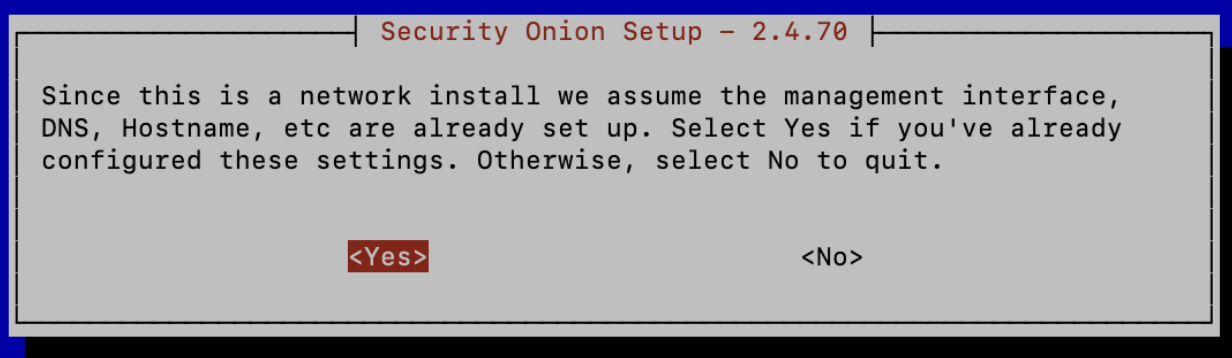 Security Onion Setup – 2.4.70
Since this is a network install we assume the management interface,
DNS, Hostname, etc are already set up. Select Yes if you've already
configured these settings. Otherwise, select No to quit.
<Yes> <No>